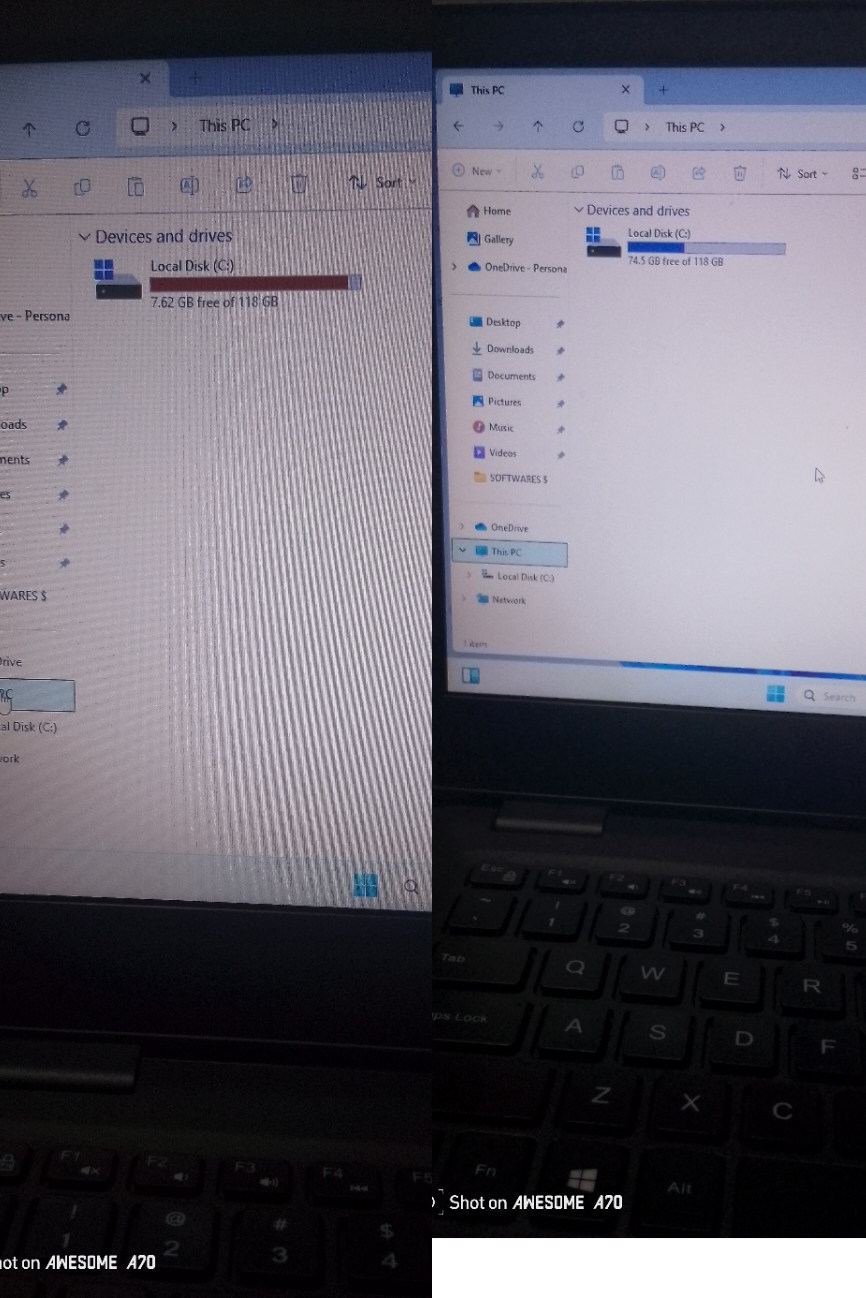 This PC
Sort
Devices and drives
Local Disk (C:)
7.62 GB free of 118 GB
ve - Persona
p
oads
ments
es
s
WARES $
Drive
PC
al Disk (C:)
work
F1
F2
F3
F4
F5
!
1
@
2
#
3
$
4
hot on AWESOME A70
This PC
This PC
New
Sort
Home
Gallery
OneDrive - Persona
Devices and drives
Local Disk (C:)
74.5 GB free of 118 GB
Desktop
Downloads
Documents
Pictures
Music
Videos
SOFTWARES $
OneDrive
This PC
Local Disk (C:)
Network
1 item
Search
Esc
F1
F2
F3
F4
F5
~
!
1
@
2
#
3
$
4
%
5
Tab
Q
W
E
R
ps Lock
A
S
D
F
Z
X
C
Fn
Alt
Shot on AWESOME A70